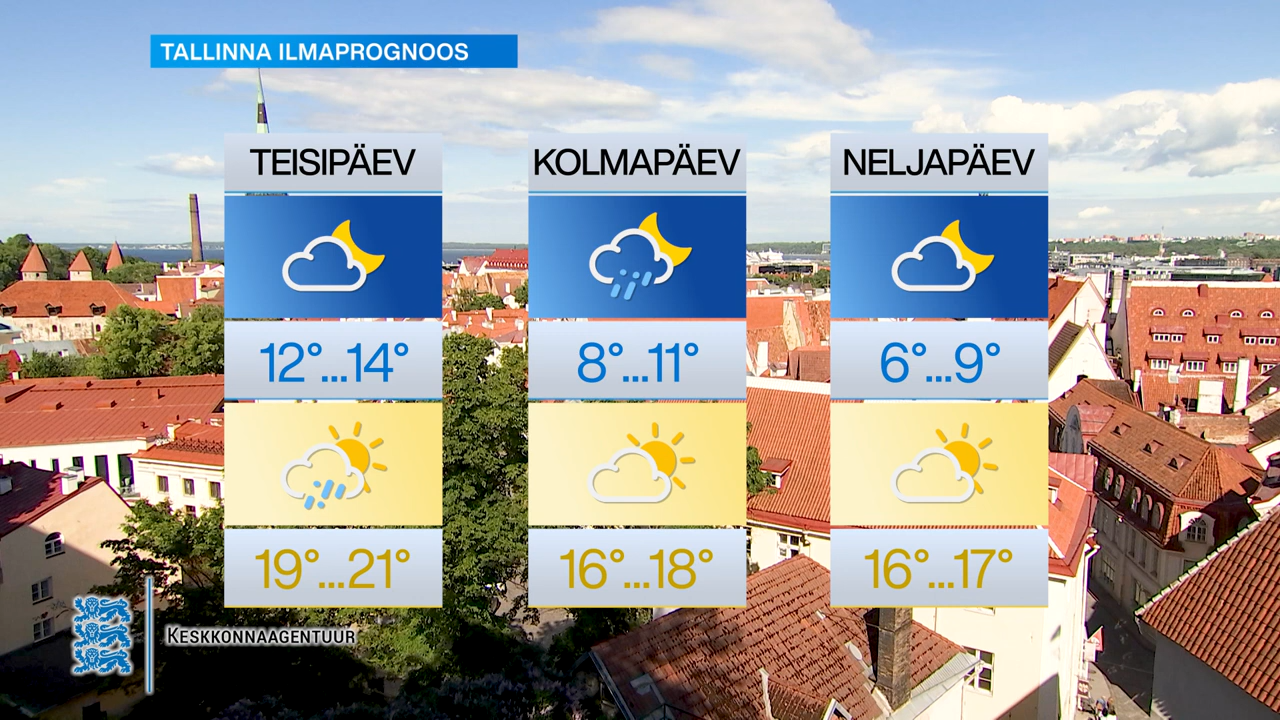 TALLINNA ILMAPROGNOOS
TEISIPÄEV
12°...14°
19°...21°
KOLMAPÄEV
8°...11°
16°...18°
NELJAPÄEV
6°...9°
16°...17°
KESKKONNAAGENTUUR